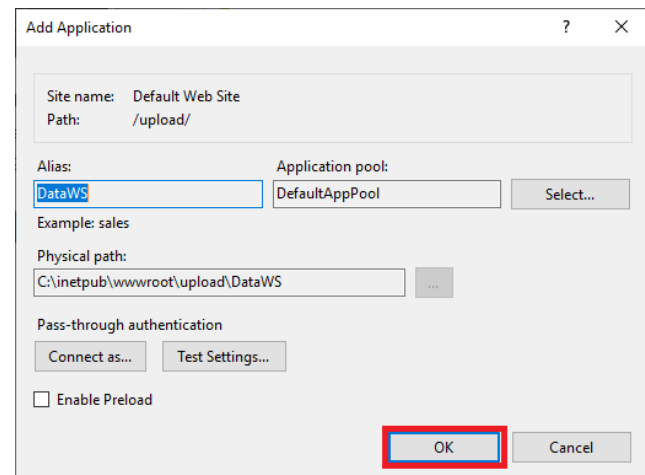 Add Application
? X
Site name: Default Web Site
Path: /upload/
Alias: Application pool:
DataWS DefaultAppPool Select...
Example: sales
Physical path:
C:\inetpub\wwwroot\upload\DataWS ...
Pass-through authentication
Connect as... Test Settings...
Enable Preload
OK Cancel